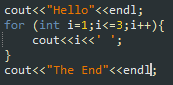 cout<<"Hello"<<endl;
for (int i=1;i<=3;i++){
    cout<<i<<' ';
}
cout<<"The End"<<endl;